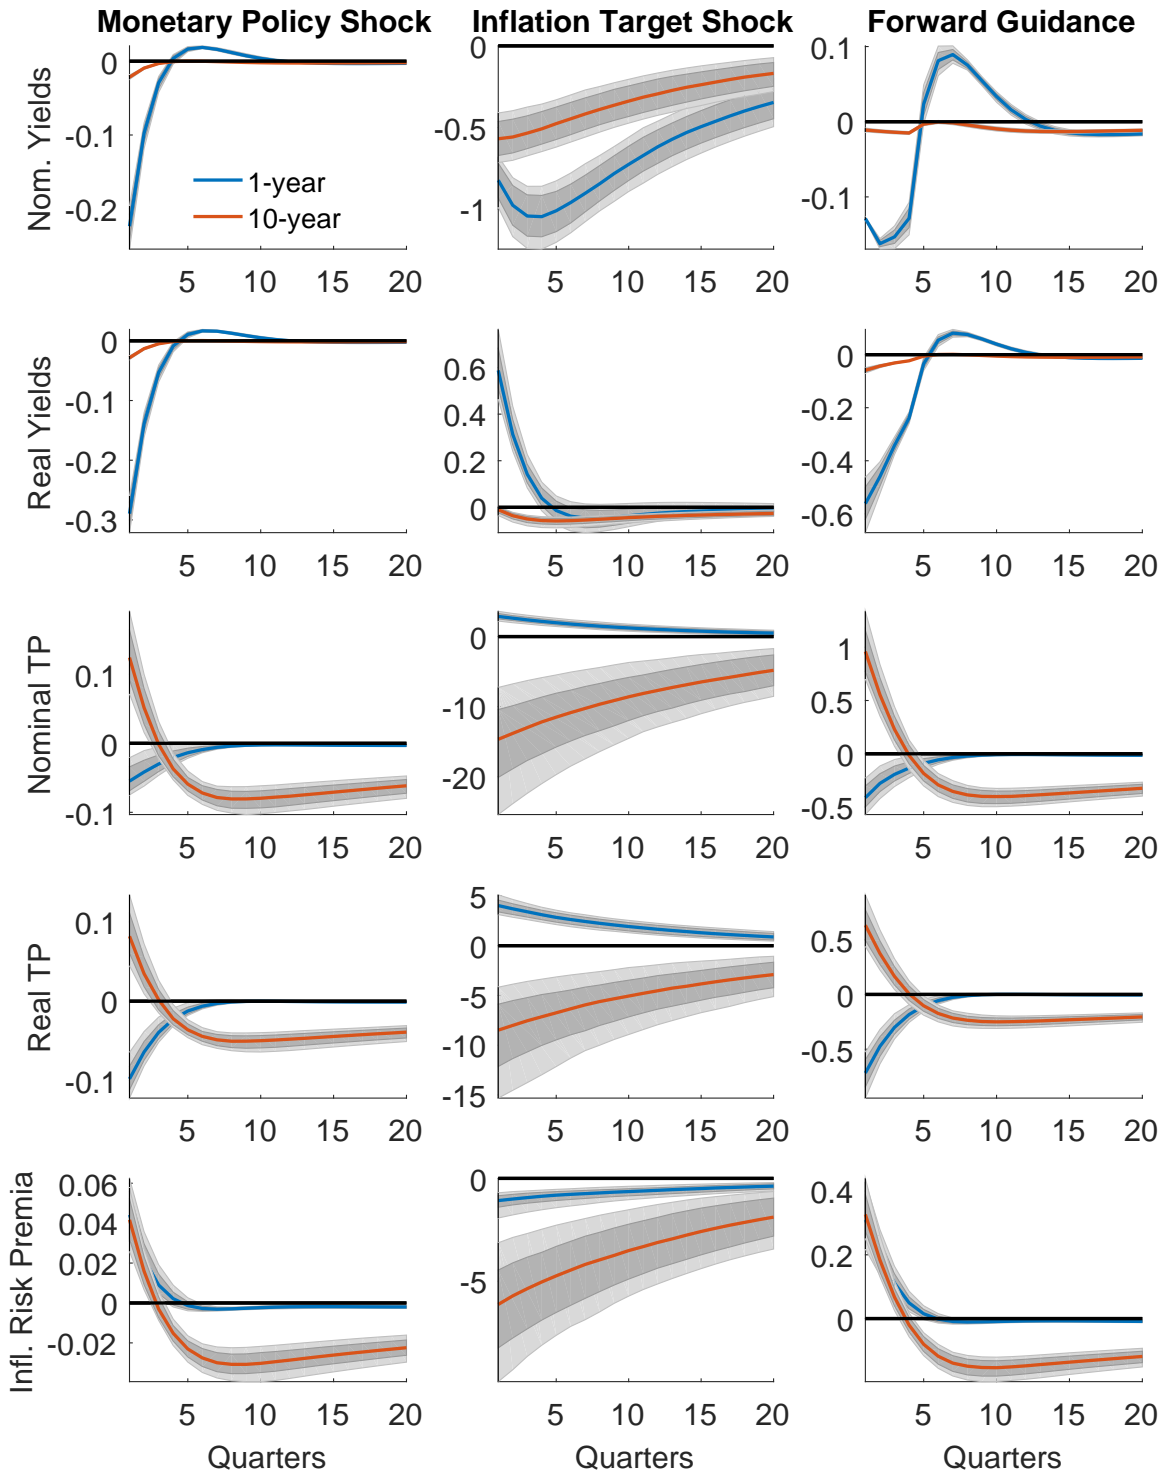 Monetary Policy Shock Inflation Target Shock Forward Guidance
Nom. Yields
0
-0.1
-0.2
1-year
10-year
5 10 15 20
0
-0.5
-1
5 10 15 20
0.1
0
-0.1
5 10 15 20
Real Yields
0
-0.1
-0.2
-0.3
5 10 15 20
0.6
0.4
0.2
0
5 10 15 20
0
-0.2
-0.4
-0.6
5 10 15 20
Nominal TP
0.1
0
-0.1
5 10 15 20
0
-10
-20
5 10 15 20
1
0.5
0
-0.5
5 10 15 20
Real TP
0.1
0
-0.1
5 10 15 20
5
0
-5
-10
-15
5 10 15 20
0.5
0
-0.5
5 10 15 20
Infl. Risk Premia
0.06
0.04
0.02
0
-0.02
5 10 15 20
Quarters
0
-5
5 10 15 20
Quarters
0.4
0.2
0
5 10 15 20
Quarters